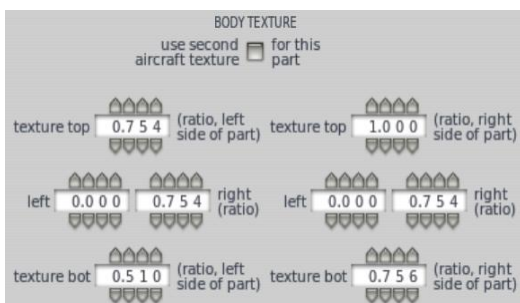 BODY TEXTURE
use second aircraft texture for this part
texture top 0.754 (ratio, left side of part) texture top 1.000 (ratio, right side of part)
left 0.000 0.754 right (ratio) left 0.000 0.754 right (ratio)
texture bot 0.510 (ratio, left side of part) texture bot 0.756 (ratio, right side of part)